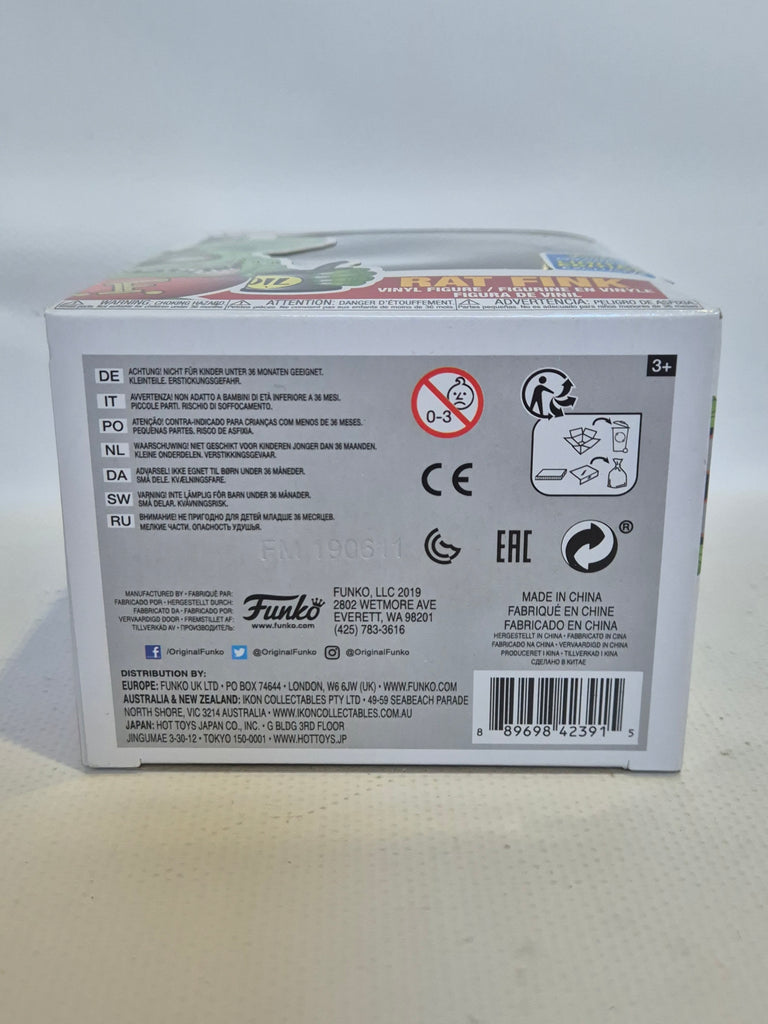 RAT FINK
VINYL FIGURE / FIGURINE EN VINYLE
FIGURA DE VINIL
WARNING: CHOKING HAZARD
ATTENTION: DANGER D'ÉTOUFFEMENT.
ADVERTENCIA: PELIGRO DE ASFIXIA
3+
DE ACHTUNG! NICHT FÜR KINDER UNTER 36 MONATEN GEEIGNET.
KLEINTEILE. ERSTICKUNGSGEFAHR.
IT AVVERTENZA! NON ADATTO A BAMBINI DI ETÀ INFERIORE A 36 MESI.
PICCOLE PARTI. RISCHIO DI SOFFOCAMENTO.
PO ATENÇÃO! CONTRA-INDICADO PARA CRIANÇAS COM MENOS DE 36 MESES.
PEQUENAS PARTES. RISCO DE ASFIXIA.
NL WAARSCHUWING! NIET GESCHIKT VOOR KINDEREN JONGER DAN 36 MAANDEN.
KLEINE ONDERDELEN. VERSTIKKINGSGEVAAR.
DA ADVARSEL! IKKE EGNET TIL BØRN UNDER 36 MÅNEDER.
SMÅ DELE. KVÆLNINGSFARE.
SW VARNING! INTE LÄMPLIG FÖR BARN UNDER 36 MÅNADER.
SMÅ DELAR. KVÄVNINGSRISK.
RU ВНИМАНИЕ! НЕ ПРИГОДНО ДЛЯ ДЕТЕЙ МЛАДШЕ 36 МЕСЯЦЕВ.
МЕЛКИЕ ЧАСТИ. ОПАСНОСТЬ УДУШЬЯ.
0-3
CE
FM 190611
EAC
®
MANUFACTURED BY • FABRIQUÉ PAR:
FABRICADO POR • HERGESTELLT DURCH:
FABBRICATO DA • FABRICADO POR:
VERVAARDIGD DOOR • FREMSTILLET AF:
TILLVERKAD AV • ПРОИЗВОДИТЕЛЬ:
Funko
www.funko.com
FUNKO, LLC 2019
2802 WETMORE AVE
EVERETT, WA 98201
(425) 783-3616
MADE IN CHINA
FABRIQUÉ EN CHINE
FABRICADO EN CHINA
HERGESTELLT IN CHINA • FABBRICATO IN CINA
FABRICADO NA CHINA • VERVAARDIGD IN CHINA
PRODUCERET I KINA • TILLVERKAD I KINA
СДЕЛАНО В КИТАЕ
/OriginalFunko @OriginalFunko @OriginalFunko
DISTRIBUTION BY:
EUROPE: FUNKO UK LTD • PO BOX 74644 • LONDON, W6 6JW (UK) • WWW.FUNKO.COM
AUSTRALIA & NEW ZEALAND: IKON COLLECTABLES PTY LTD • 49-59 SEABEACH PARADE
NORTH SHORE, VIC 3214 AUSTRALIA • WWW.IKONCOLLECTABLES.COM.AU
JAPAN: HOT TOYS JAPAN CO., INC. • G BLDG 3RD FLOOR
JINGUMAE 3-30-12 • TOKYO 150-0001 • WWW.HOTTOYS.JP
8 89698 42391 5